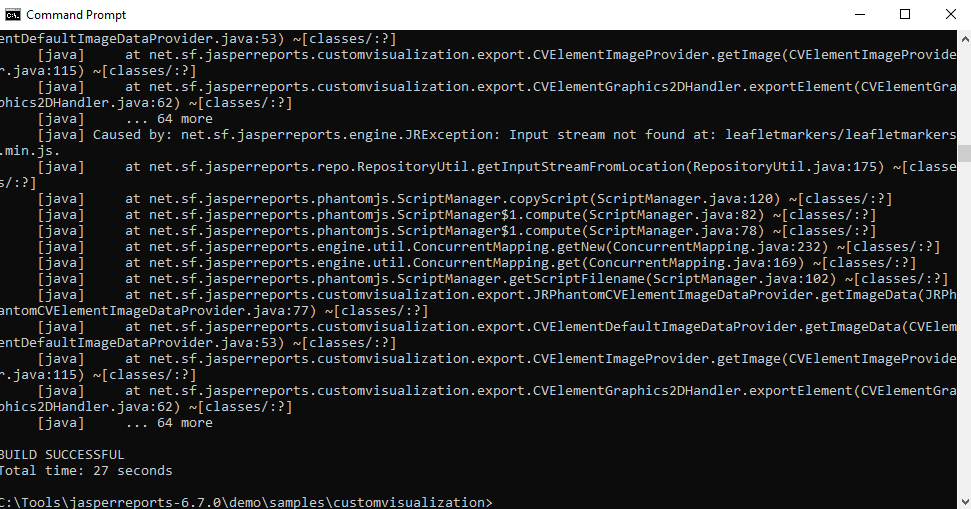 Command Prompt
entDefaultImageDataProvider.java:53) ~[classes/:?]
[java]     at net.sf.jasperreports.customvisualization.export.CVElementImageProvider.getImage(CVElementImageProvide
r.java:115) ~[classes/:?]
[java]     at net.sf.jasperreports.customvisualization.export.CVElementGraphics2DHandler.exportElement(CVElementGra
phics2DHandler.java:62) ~[classes/:?]
[java]     ... 64 more
[java] Caused by: net.sf.jasperreports.engine.JRException: Input stream not found at: leafletmarkers/leafletmarkers
.min.js.
[java]     at net.sf.jasperreports.repo.RepositoryUtil.getInputStreamFromLocation(RepositoryUtil.java:175) ~[classe
s/:?]
[java]     at net.sf.jasperreports.phantomjs.ScriptManager.copyScript(ScriptManager.java:120) ~[classes/:?]
[java]     at net.sf.jasperreports.phantomjs.ScriptManager$1.compute(ScriptManager.java:82) ~[classes/:?]
[java]     at net.sf.jasperreports.phantomjs.ScriptManager$1.compute(ScriptManager.java:78) ~[classes/:?]
[java]     at net.sf.jasperreports.engine.util.ConcurrentMapping.getNew(ConcurrentMapping.java:232) ~[classes/:?]
[java]     at net.sf.jasperreports.engine.util.ConcurrentMapping.get(ConcurrentMapping.java:169) ~[classes/:?]
[java]     at net.sf.jasperreports.phantomjs.ScriptManager.getScriptFilename(ScriptManager.java:102) ~[classes/:?]
[java]     at net.sf.jasperreports.customvisualization.export.JRPhantomCVElementImageDataProvider.getImageData(JRPh
antomCVElementImageDataProvider.java:77) ~[classes/:?]
[java]     at net.sf.jasperreports.customvisualization.export.CVElementDefaultImageDataProvider.getImageData(CVElem
entDefaultImageDataProvider.java:53) ~[classes/:?]
[java]     at net.sf.jasperreports.customvisualization.export.CVElementImageProvider.getImage(CVElementImageProvide
r.java:115) ~[classes/:?]
[java]     at net.sf.jasperreports.customvisualization.export.CVElementGraphics2DHandler.exportElement(CVElementGra
phics2DHandler.java:62) ~[classes/:?]
[java]     ... 64 more
BUILD SUCCESSFUL
Total time: 27 seconds
C:\Tools\jasperreports-6.7.0\demo\samples\customvisualization>